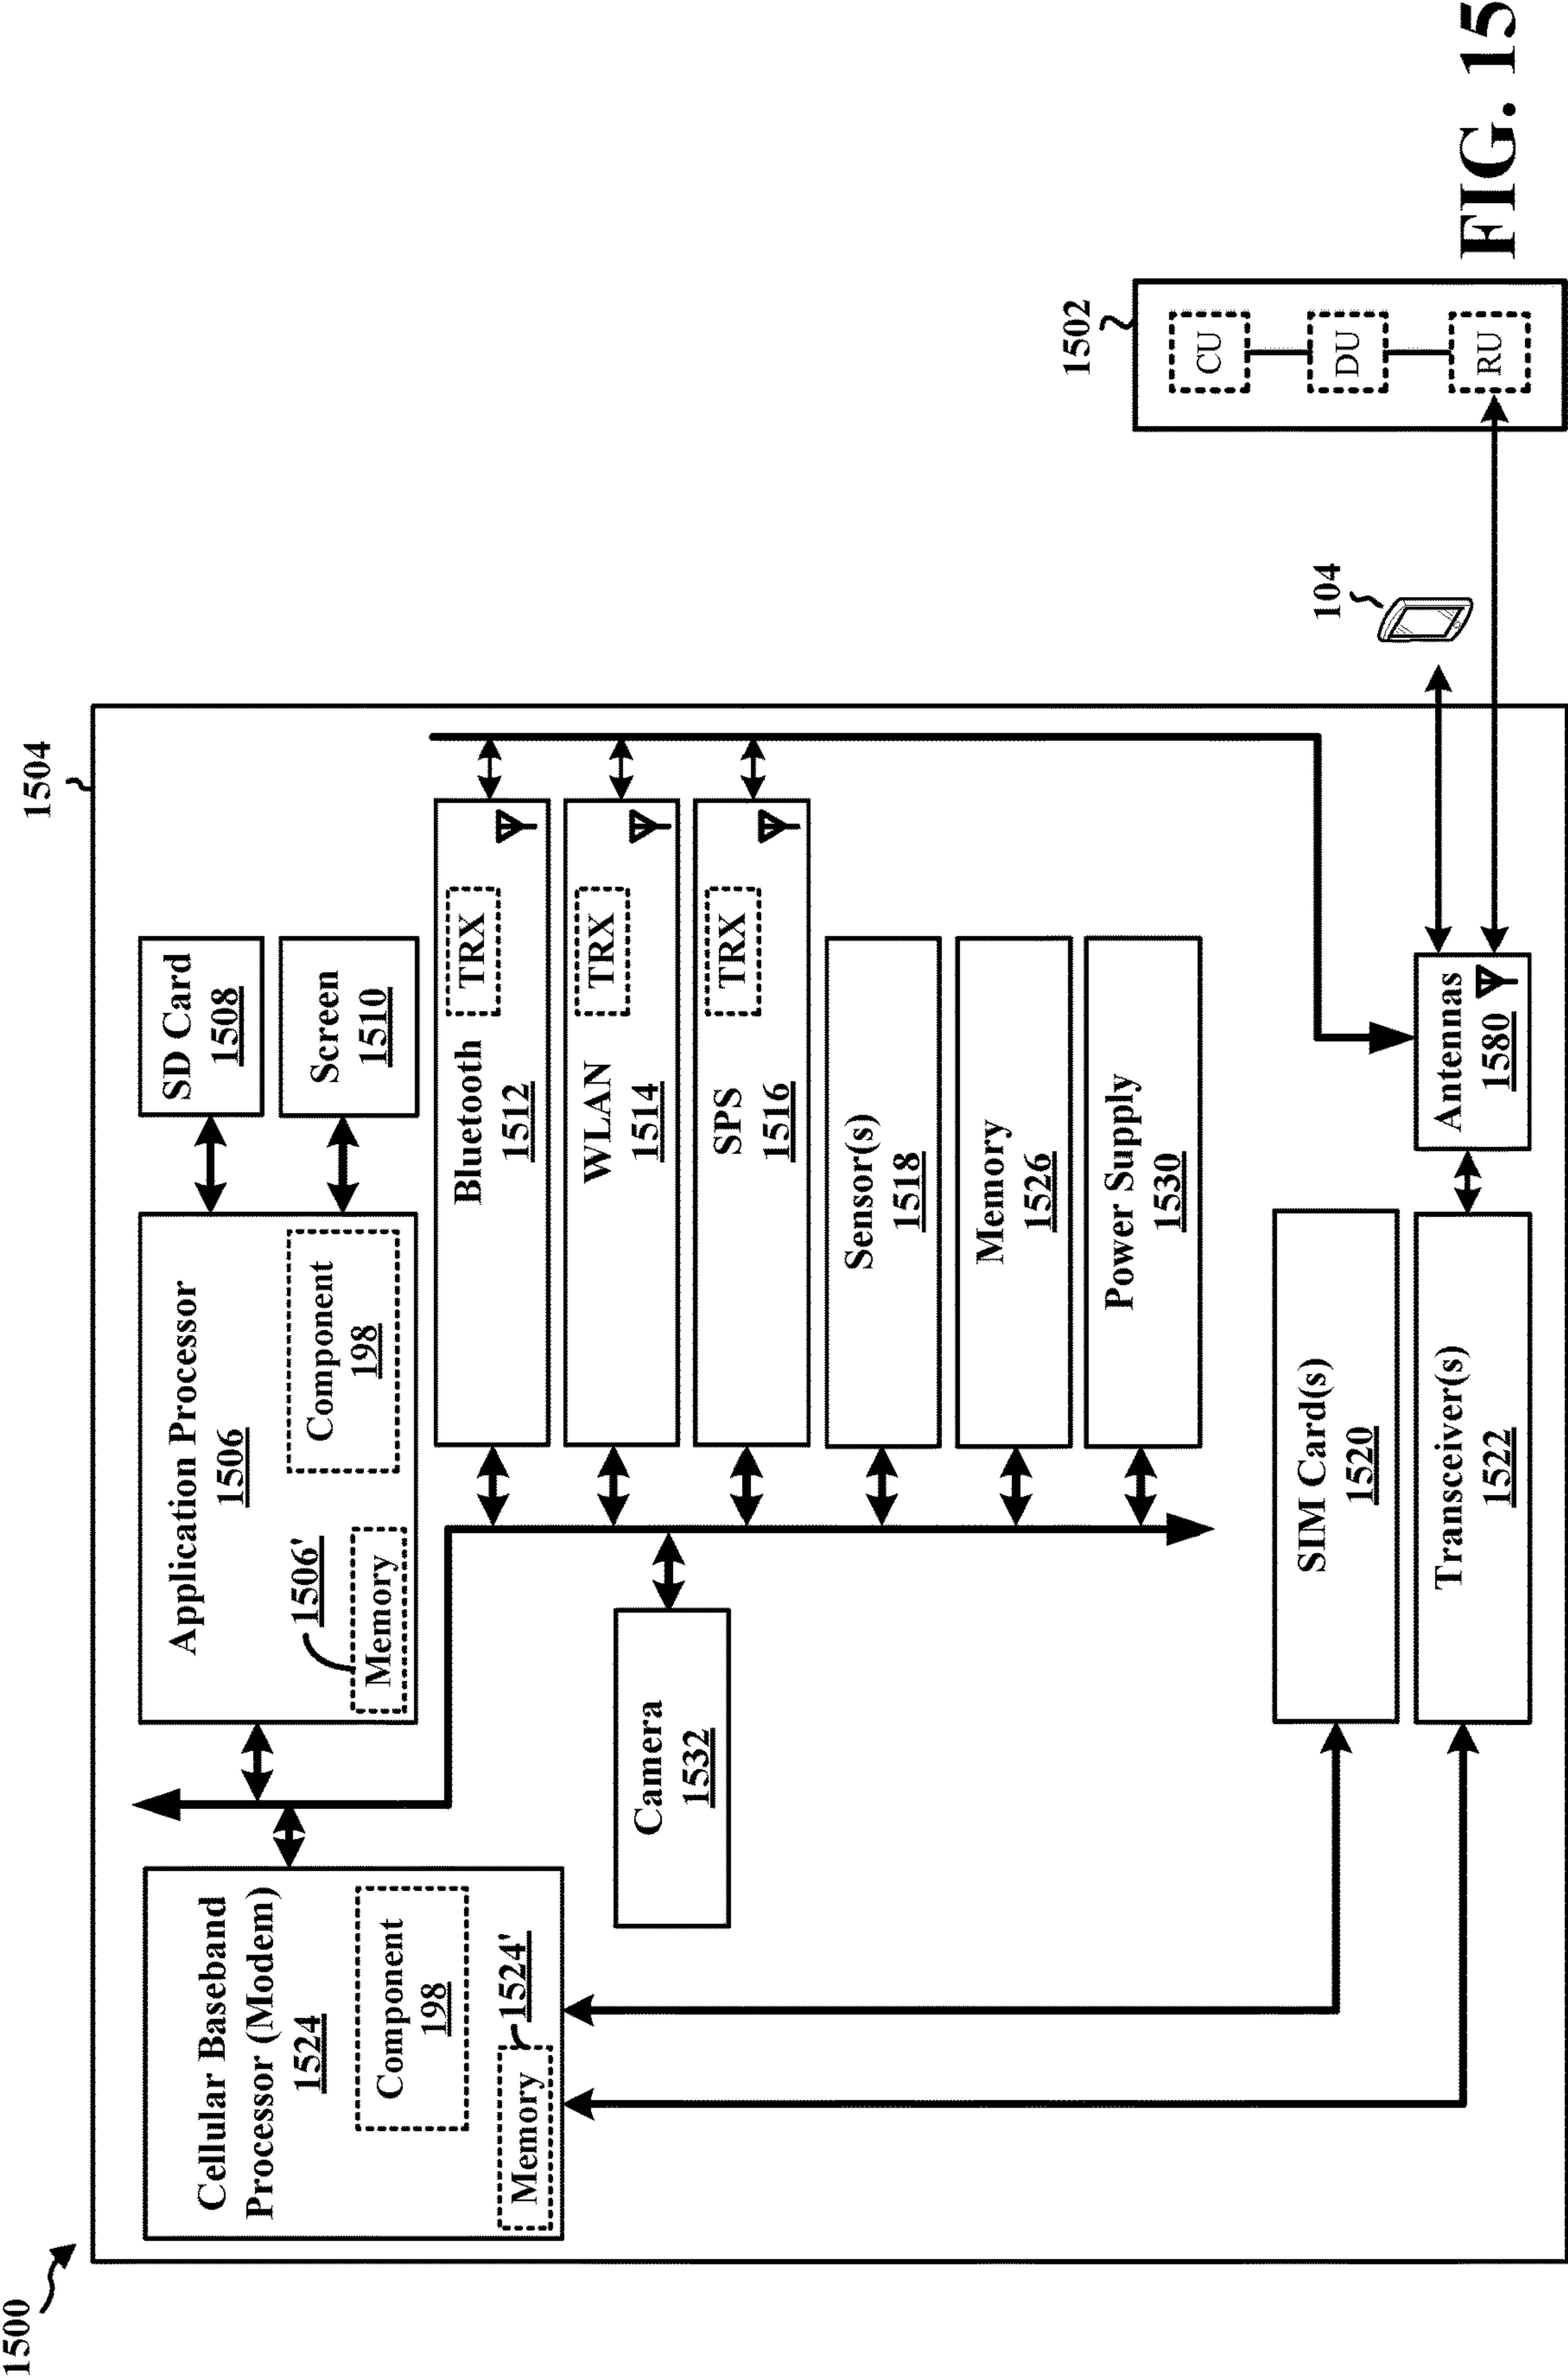 1500
1504
Cellular Baseband
Processor (Modem)
1524
Component
198
Memory
1524'
Application Processor
1506
Component
198
1506'
Memory
SD Card
1508
Screen
1510
Bluetooth
1512
TRX
WLAN
1514
TRX
SPS
1516
TRX
Camera
1532
Sensor(s)
1518
Memory
1526
Power Supply
1530
SIM Card(s)
1520
Transceiver(s)
1522
Antennas
1580
104
1502
CU
DU
RU
FIG. 15